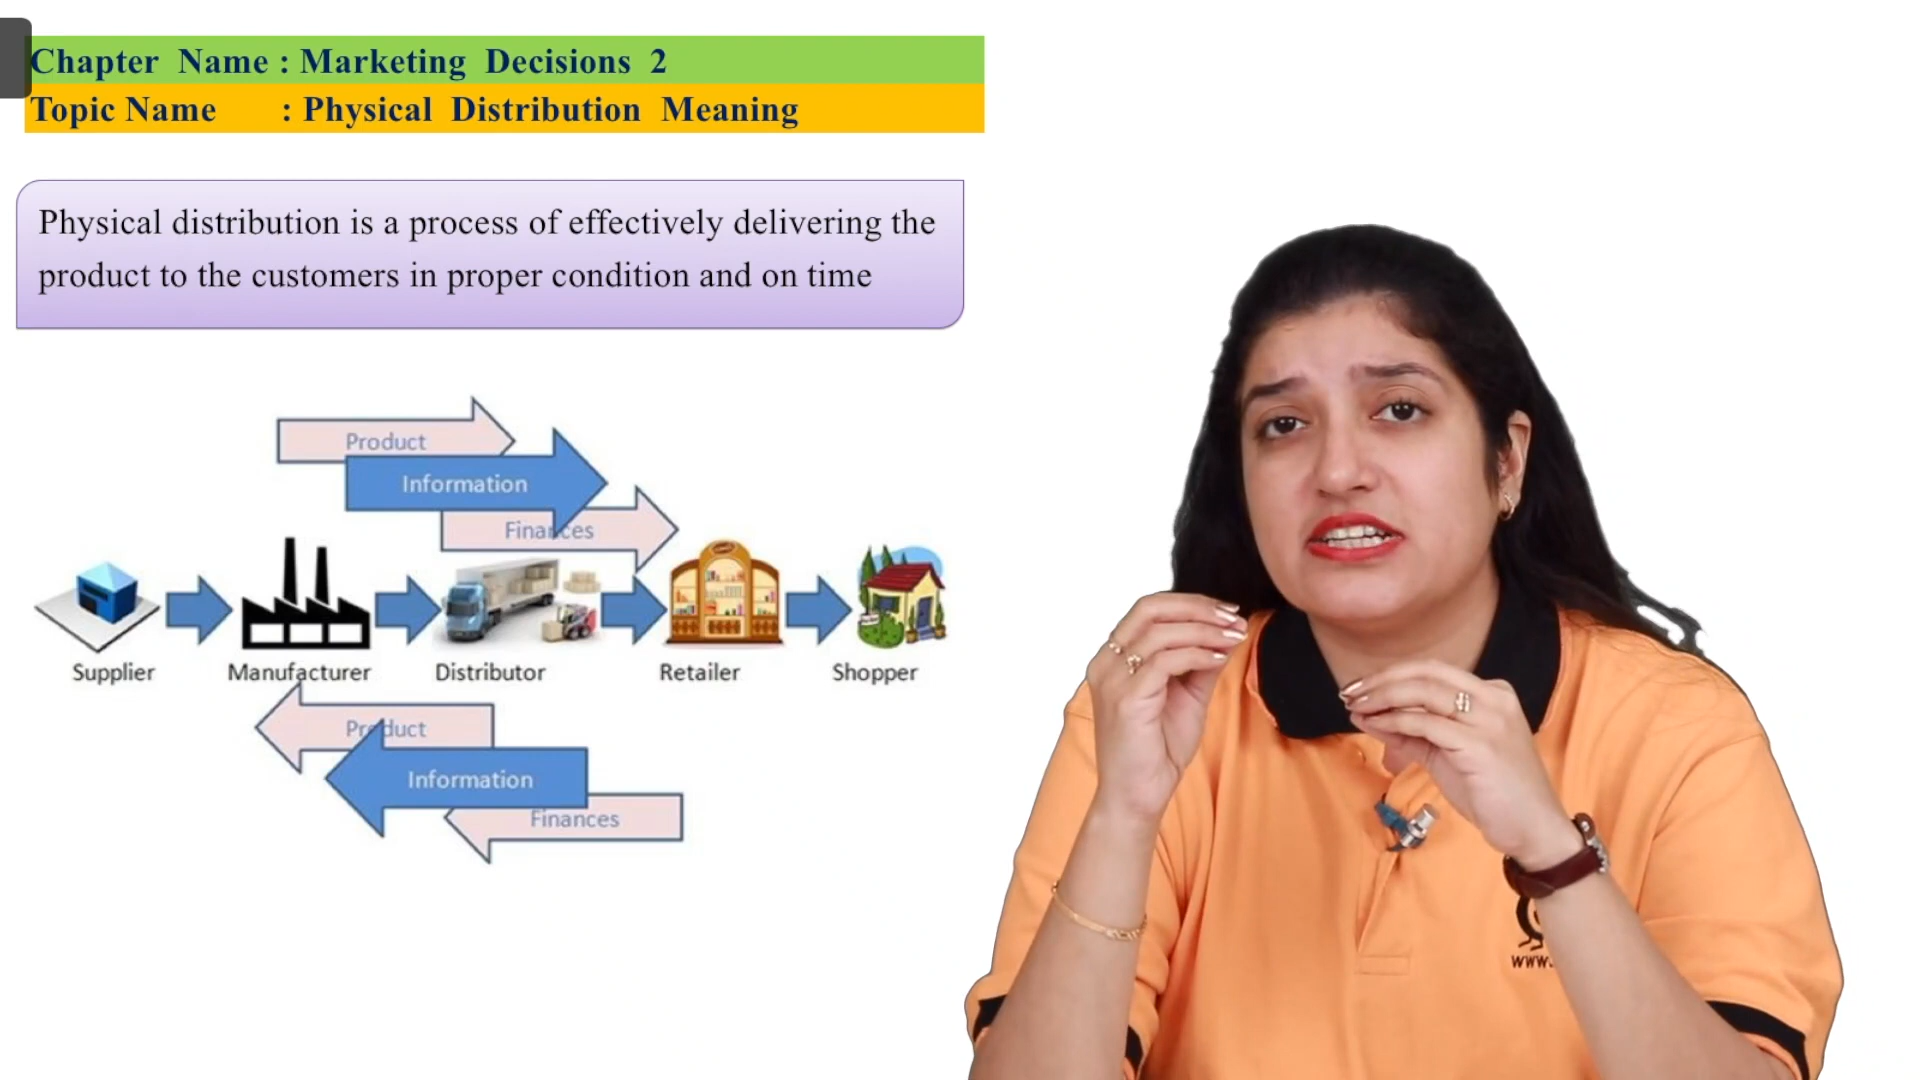 Chapter Name : Marketing Decisions 2
Topic Name : Physical Distribution Meaning
Physical distribution is a process of effectively delivering the
product to the customers in proper condition and on time
Product
Information
Finances
Supplier
Manufacturer
Distributor
Retailer
Shopper
Product
Information
Finances
www.